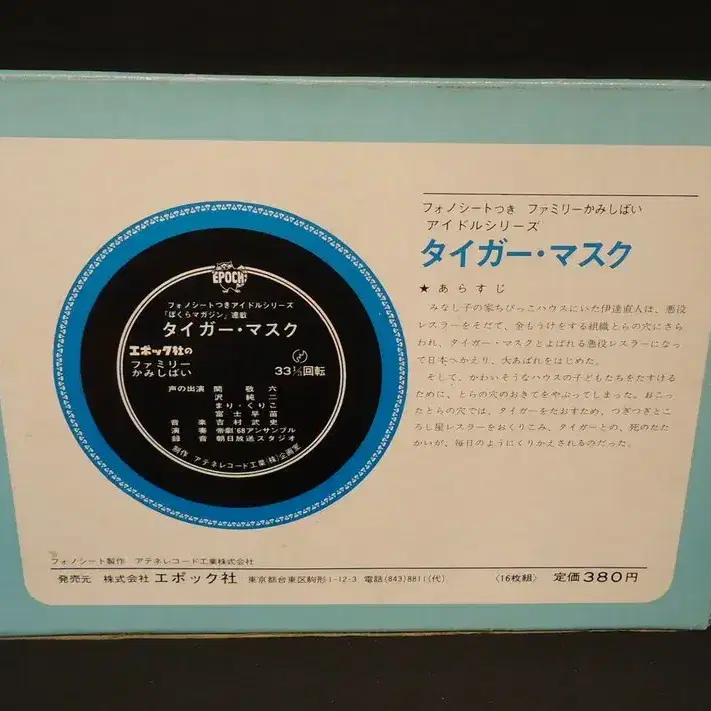 フォノシートつき ファミリーかみしばい
アイドルシリーズ
タイガー・マスク
★あらすじ
みなし子の家ちびっこハウスにいた伊達直人は、悪役
レスラーをそだて、金もうけをする組織とらの穴にさら
われ、タイガー・マスクとよばれる悪役レスラーになっ
て日本へかえり、大あばれをはじめた。
そして、かわいそうなハウスの子どもたちをたすける
ために、とらの穴のおきてをやぶってしまった。おこっ
たとらの穴では、タイガーをたおすため、つぎつぎとこ
ろし屋レスラーをおくりこみ、タイガーとの、死のたた
かいが、毎日のようにくりかえされるのだった。
EPOCH
フォノシートつきアイドルシリーズ
「ぼくらマガジン」連載
タイガー・マスク
エポック社の
ファミリー
かみしばい
33⅓回転
声の出演 関敬六
沢純二
まり・くりこ
富士早苗
音楽 吉村武史
演奏 帝劇'68アンサンブル
録音 朝日放送スタジオ
制作 アテネレコード工業(株)企画室
フォノシート製作 アテネレコード工業株式会社
発売元 株式会社 エポック社 東京都台東区駒形1-12-3 電話(843)8811(代) 〈16枚組〉 定価380円